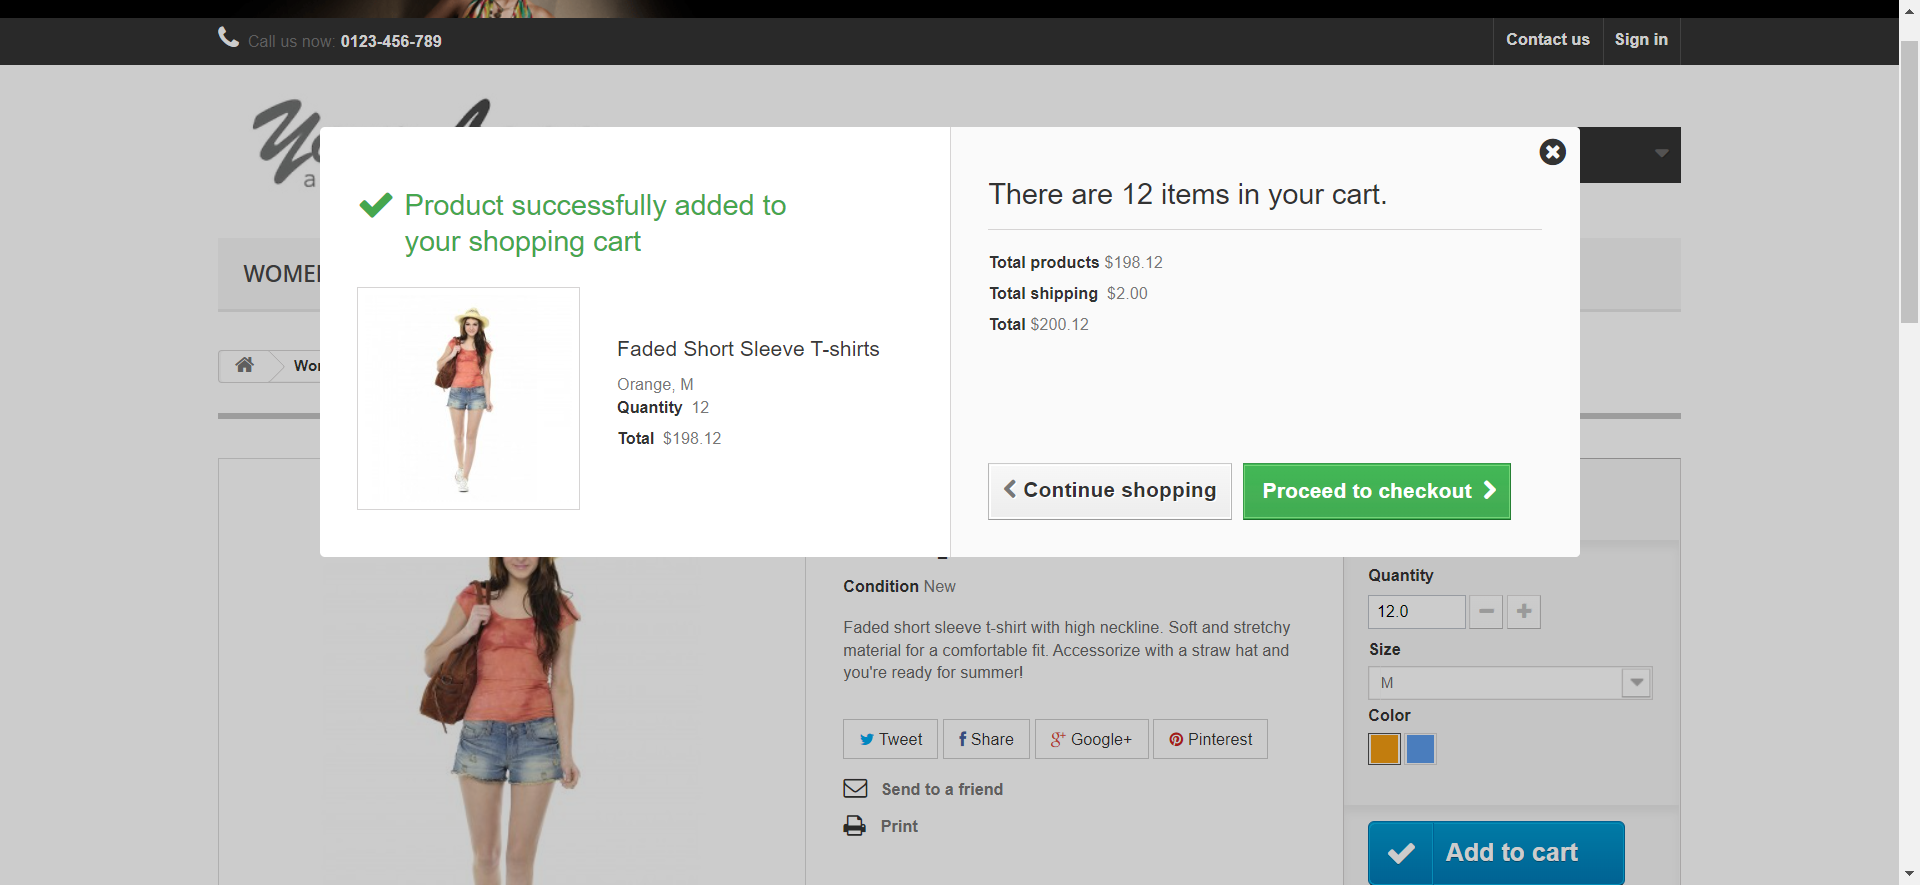 Call us now: 0123-456-789
Contact us
Sign in
Product successfully added to
your shopping cart
Faded Short Sleeve T-shirts
Orange, M
Quantity 12
Total $198.12
There are 12 items in your cart.
Total products $198.12
Total shipping $2.00
Total $200.12
Continue shopping
Proceed to checkout
Condition New
Faded short sleeve t-shirt with high neckline. Soft and stretchy
material for a comfortable fit. Accessorize with a straw hat and
you're ready for summer!
Tweet
Share
Google+
Pinterest
Send to a friend
Print
Quantity
12.0
Size
M
Color
Add to cart